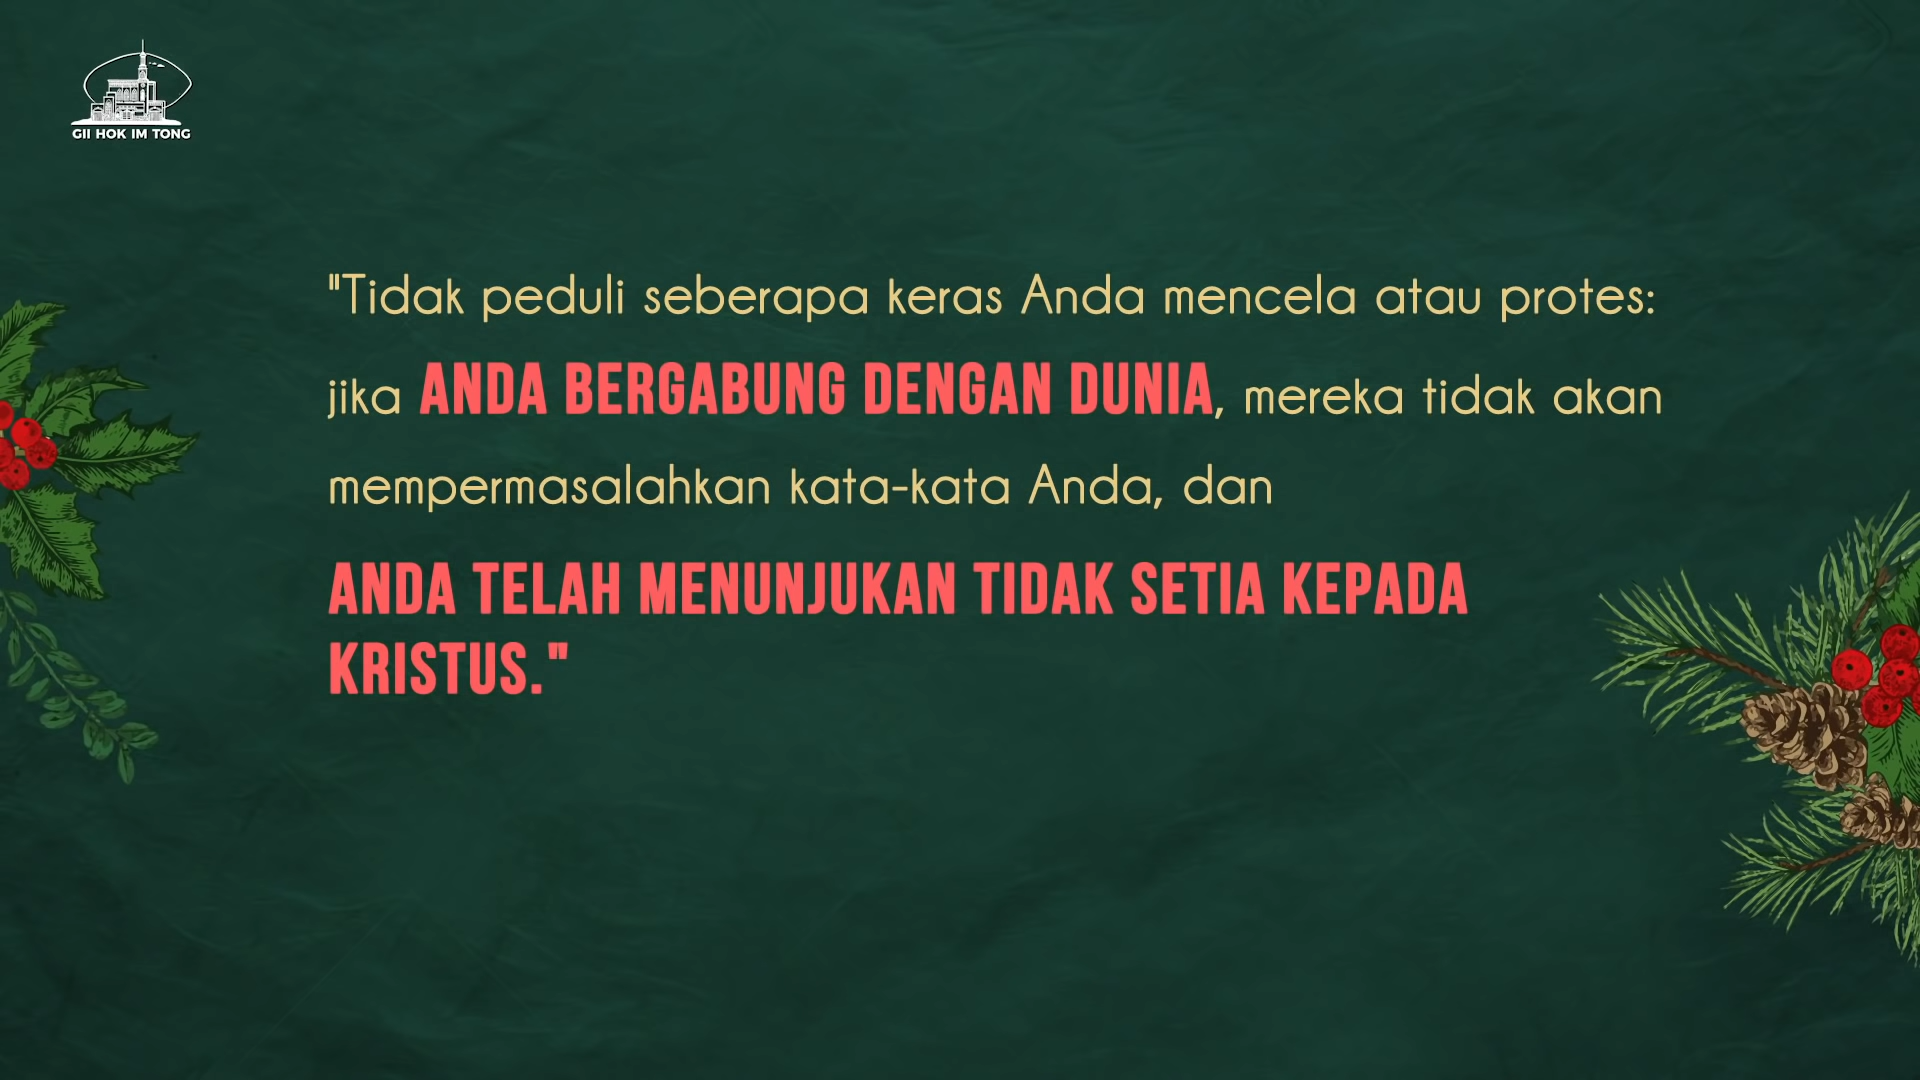 GII HOK IM TONG
"Tidak peduli seberapa keras Anda mencela atau protes:
jika ANDA BERGABUNG DENGAN DUNIA, mereka tidak akan
mempermasalahkan kata-kata Anda, dan
ANDA TELAH MENUNJUKAN TIDAK SETIA KEPADA
KRISTUS."